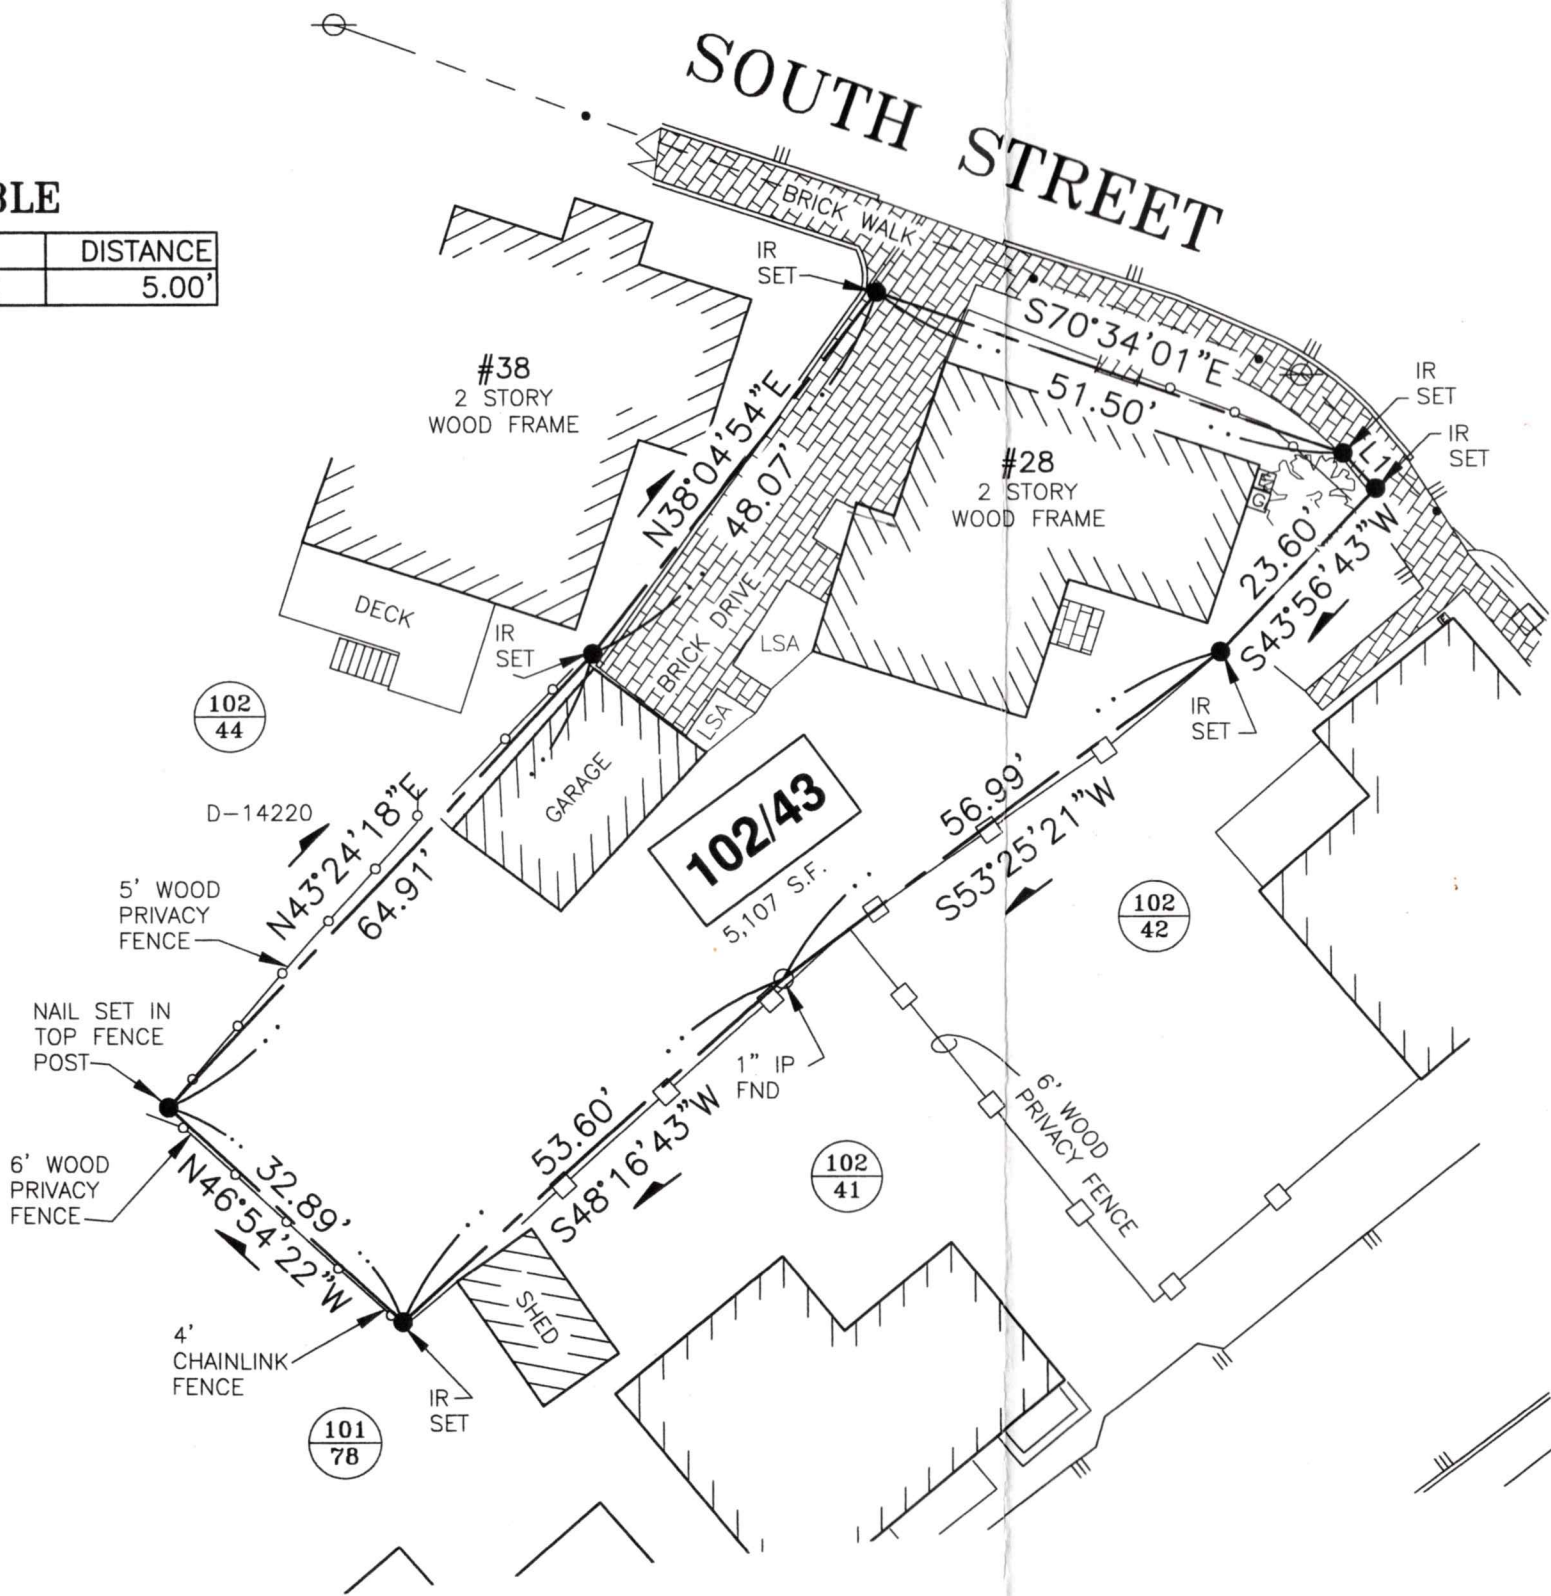 SOUTH STREET
DISTANCE
5.00'
BRICK WALK
IR
SET
S70°34'01"E
51.50'
#38
2 STORY
WOOD FRAME
IR
SET
IR
SET
L1
#28
2 STORY
WOOD FRAME
E
G
N38°04'54"E
48.07'
23.60'
S43°56'43"W
DECK
IR
SET
BRICK DRIVE
LSA
LSA
IR
SET
102
44
GARAGE
102/43
5,107 S.F.
56.99'
S53°25'21"W
D-14220
N43°24'18"E
64.91'
5' WOOD
PRIVACY
FENCE
102
42
NAIL SET IN
TOP FENCE
POST
1" IP
FND
6' WOOD
PRIVACY FENCE
53.60'
S48°16'43"W
6' WOOD
PRIVACY
FENCE
32.89'
N46°54'22"W
102
41
SHED
4'
CHAINLINK
FENCE
IR
SET
101
78